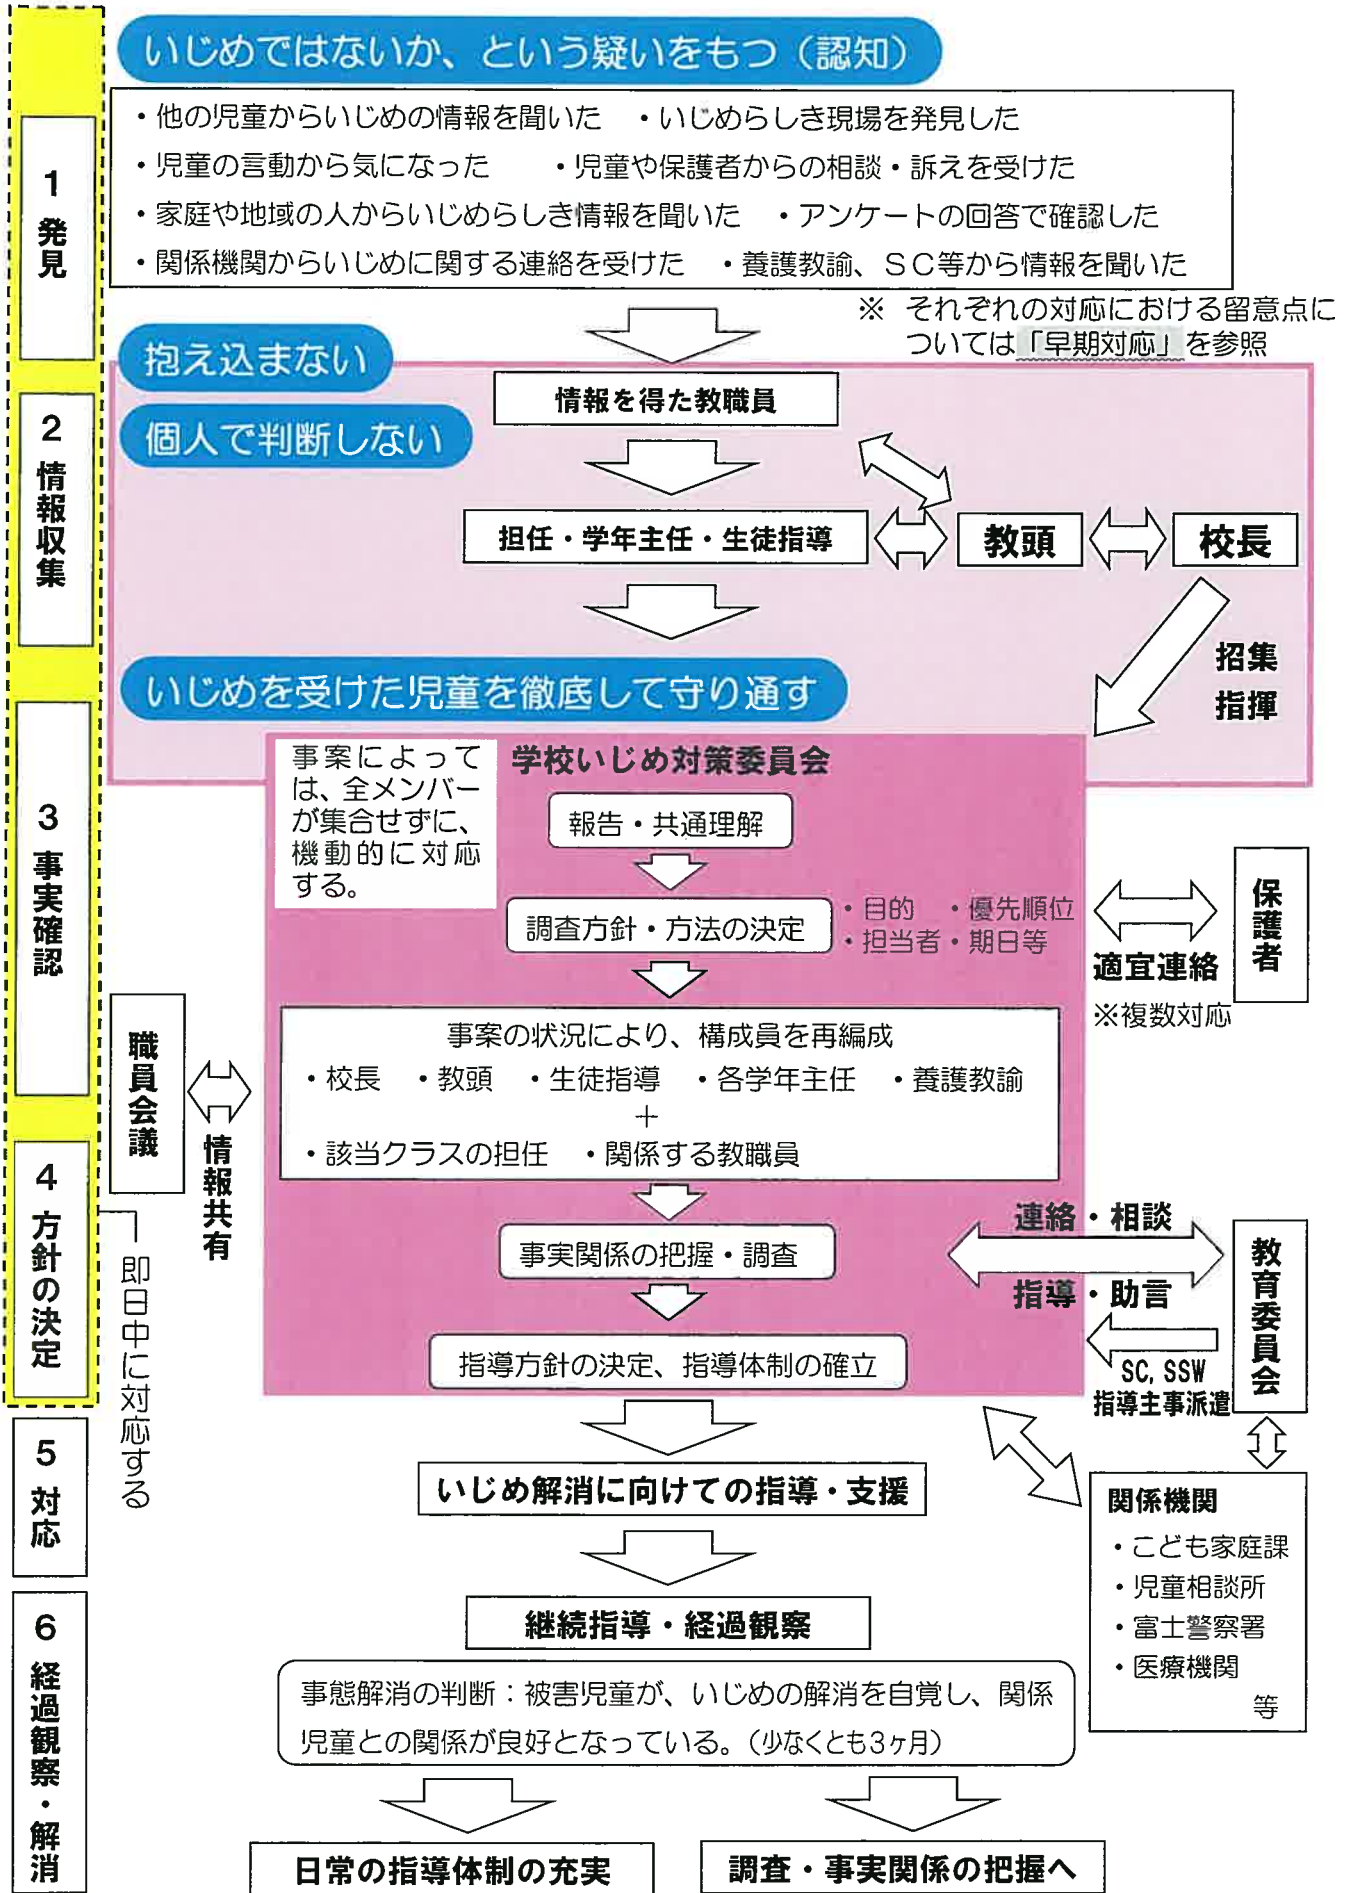 いじめではないか、という疑いをもつ（認知）
・他の児童からいじめの情報を聞いた　・いじめらしき現場を発見した
・児童の言動から気になった　・児童や保護者からの相談・訴えを受けた
・家庭や地域の人からいじめらしき情報を聞いた　・アンケートの回答で確認した
・関係機関からいじめに関する連絡を受けた　・養護教諭、ＳＣ等から情報を聞いた
1 発見
※ それぞれの対応における留意点に
ついては「早期対応」を参照
抱え込まない
個人で判断しない
2 情報収集
情報を得た教職員
担任・学年主任・生徒指導
教頭
校長
招集
指揮
いじめを受けた児童を徹底して守り通す
3 事実確認
事案によって
は、全メンバー
が集合せずに、
機動的に対応
する。
学校いじめ対策委員会
報告・共通理解
調査方針・方法の決定
・目的　・優先順位
・担当者・期日等
保護者
適宜連絡
※複数対応
事案の状況により、構成員を再編成
・校長　・教頭　・生徒指導　・各学年主任　・養護教諭
＋
・該当クラスの担任　・関係する教職員
職員会議
情報共有
4 方針の決定
即日中に対応する
事実関係の把握・調査
指導方針の決定、指導体制の確立
連絡・相談
指導・助言
SC, SSW
指導主事派遣
教育委員会
5 対応
いじめ解消に向けての指導・支援
関係機関
・こども家庭課
・児童相談所
・富士警察署
・医療機関
等
6 経過観察・解消
継続指導・経過観察
事態解消の判断：被害児童が、いじめの解消を自覚し、関係
児童との関係が良好となっている。（少なくとも3ヶ月）
日常の指導体制の充実
調査・事実関係の把握へ